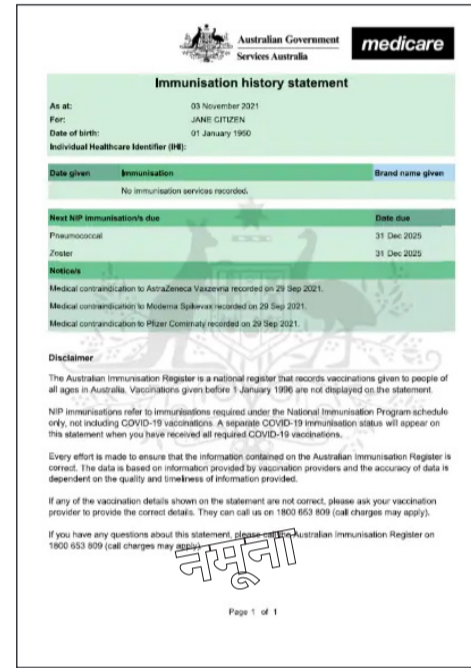 Australian Government
Services Australia
medicare
Immunisation history statement
As at: 03 November 2021
For: JANE CITIZEN
Date of birth: 01 January 1960
Individual Healthcare Identifier (IHI):
Date given Immunisation Brand name given
No immunisation services recorded.
Next NIP immunisation/s due Date due
Pneumococcal 31 Dec 2025
Zoster 31 Dec 2025
Notice/s
Medical contraindication to AstraZeneca Vaxzevria recorded on 29 Sep 2021.
Medical contraindication to Moderna Spikevax recorded on 29 Sep 2021.
Medical contraindication to Pfizer Comirnaty recorded on 29 Sep 2021.
Disclaimer
The Australian Immunisation Register is a national register that records vaccinations given to people of
all ages in Australia. Vaccinations given before 1 January 1996 are not displayed on the statement.
NIP immunisations refer to immunisations required under the National Immunisation Program schedule
only, not including COVID-19 vaccinations. A separate COVID-19 immunisation status will appear on
this statement when you have received all required COVID-19 vaccinations.
Every effort is made to ensure that the information contained on the Australian Immunisation Register is
correct. The data is based on information provided by vaccination providers and the accuracy of data is
dependent on the quality and timeliness of information provided.
If any of the vaccination details shown on the statement are not correct, please ask your vaccination
provider to provide the correct details. They can call us on 1800 653 809 (call charges may apply).
If you have any questions about this statement, please call the Australian Immunisation Register on
1800 653 809 (call charges may apply).
नमूना
Page 1 of 1